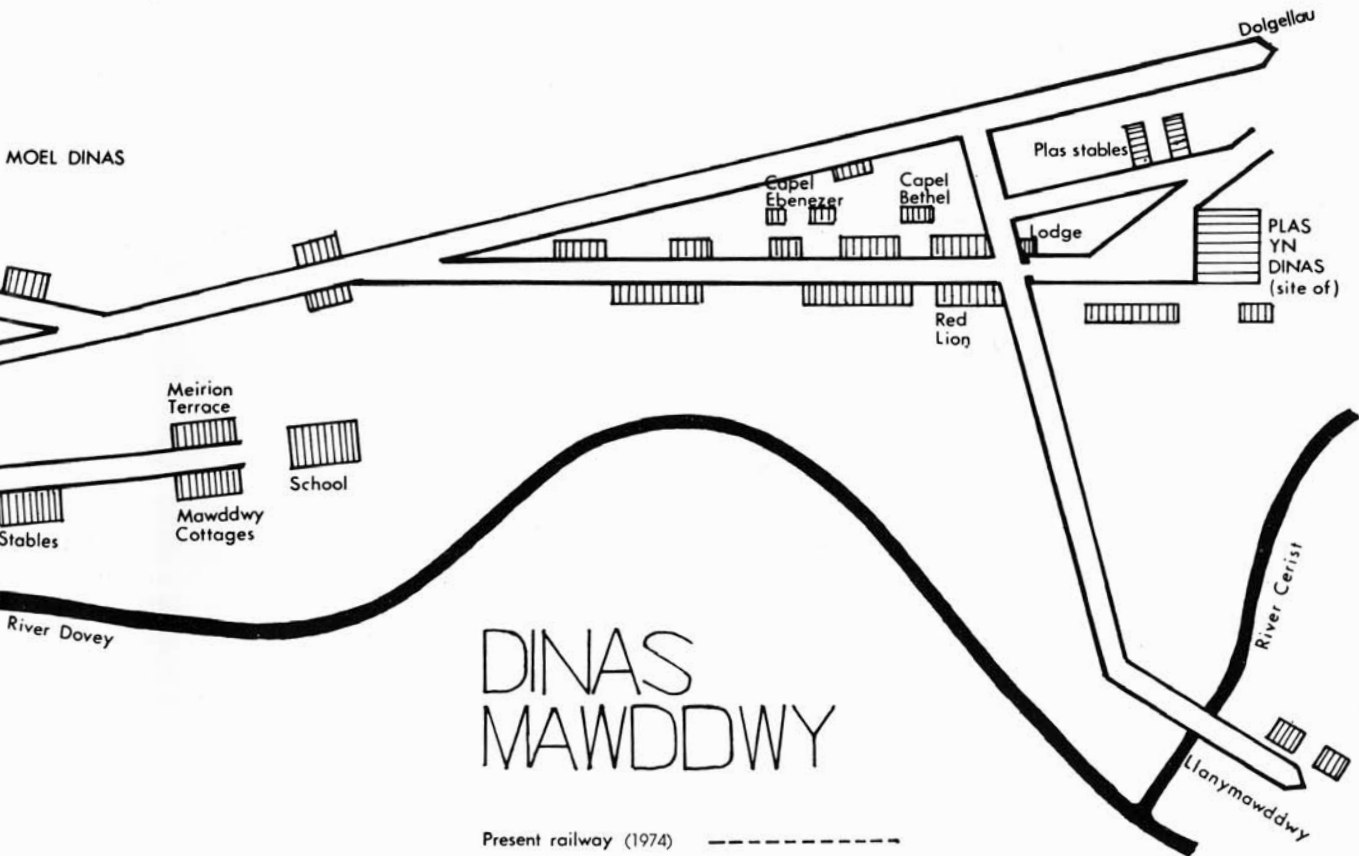 Dolgellau
MOEL DINAS
Plas stables
Capel
Ebenezer
Capel
Bethel
Lodge
PLAS
YN
DINAS
(site of)
Red
Lion
Meirion
Terrace
School
Mawddwy
Cottages
Stables
River Dovey
River Cerist
Llanymawddwy
DINAS
MAWDDWY
Present railway (1974)